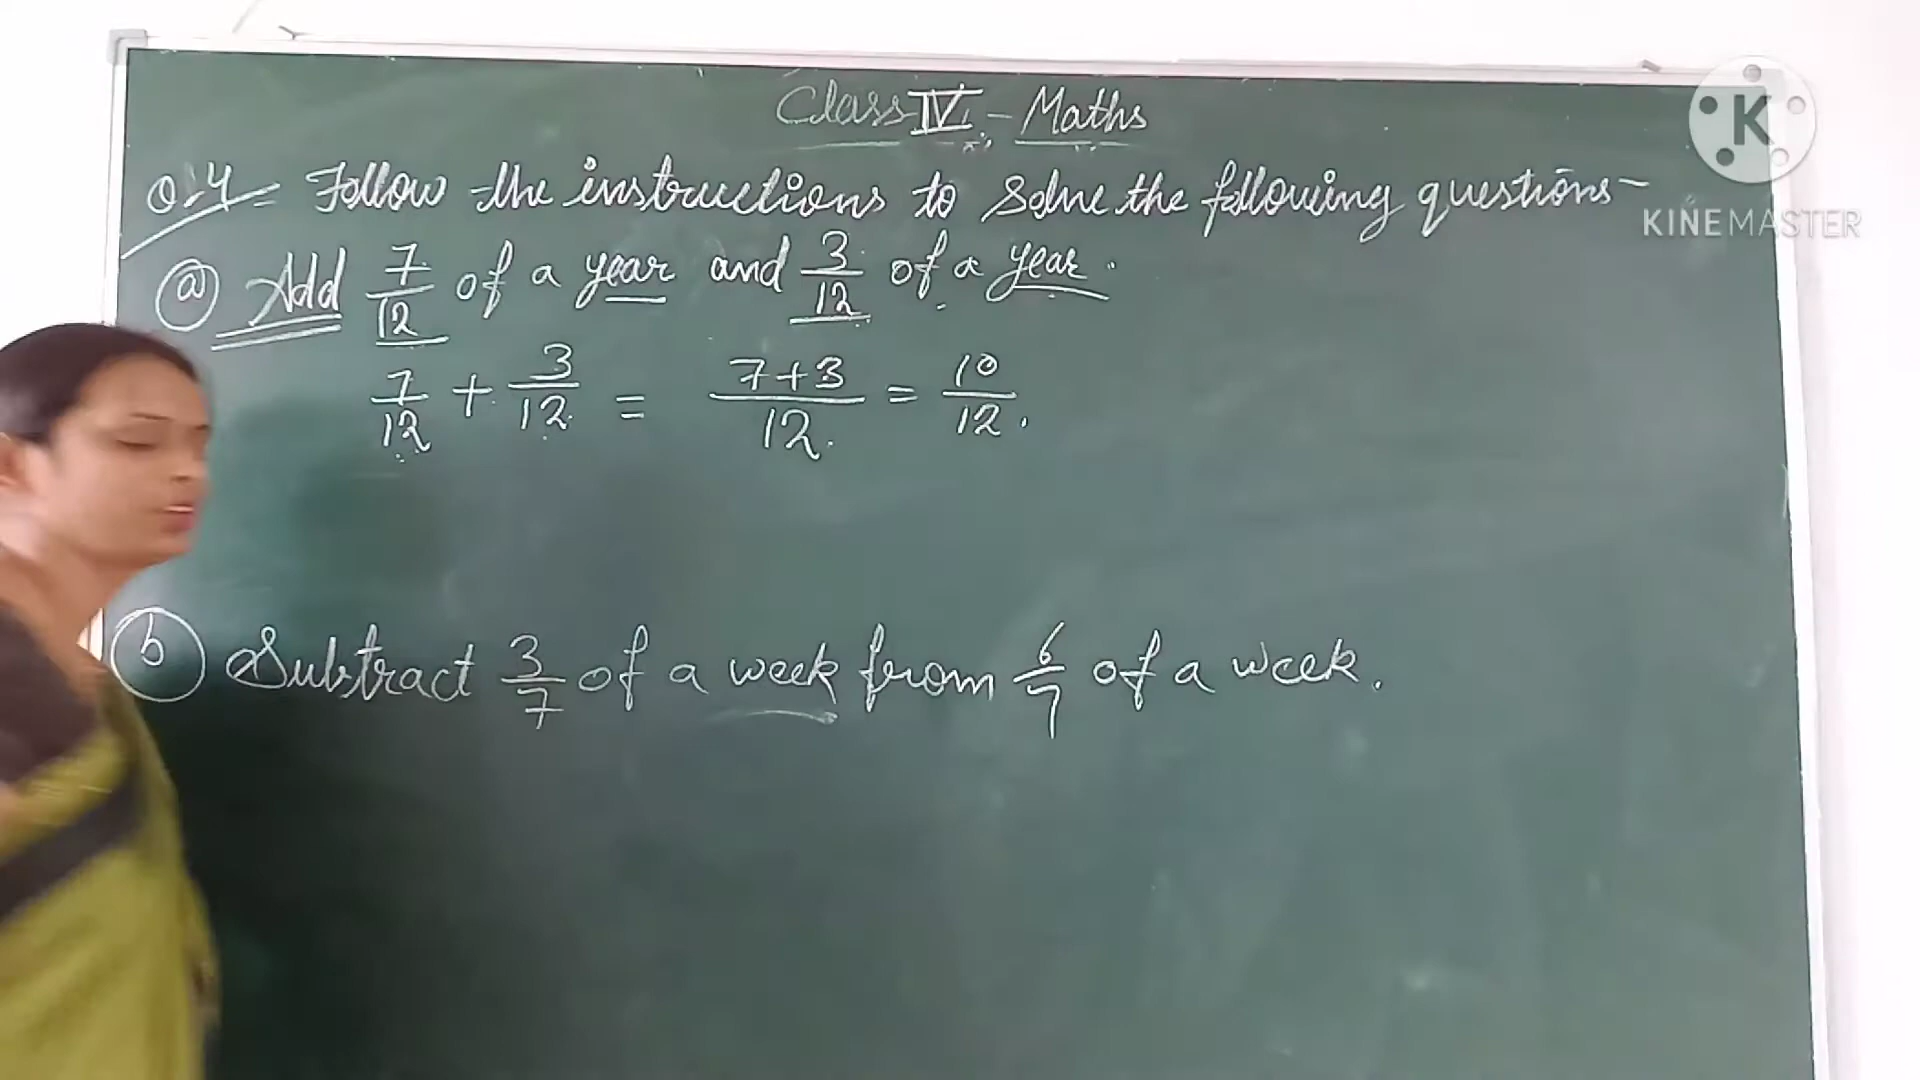 Class IV - Maths
K
KINEMASTER
Q.4 = Follow the instructions to Solve the following questions -
(a) Add 7/12 of a year and 3/12 of a year.
7/12 + 3/12 = 7+3/12 = 10/12.
(b) Subtract 3/7 of a week from 6/7 of a week.